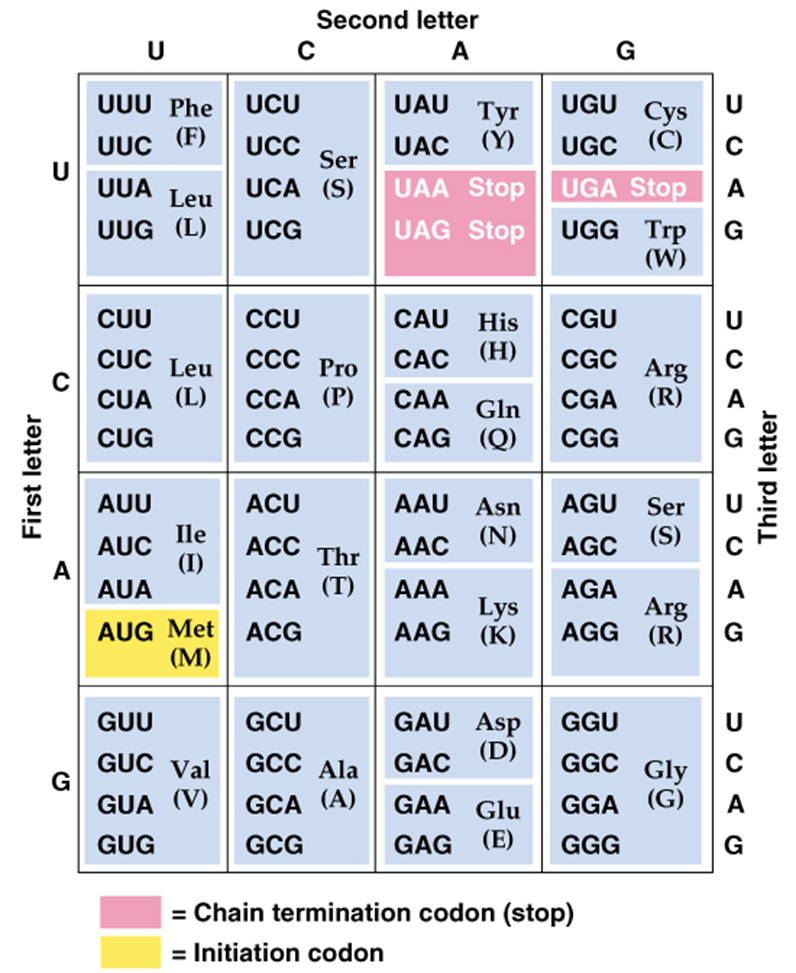 Second letter
U C A G
UUU Phe UCU UAU Tyr UGU Cys U
UUC (F) UCC UAC (Y) UGC (C) C
U UUA Leu UCA Ser (S) UAA Stop UGA Stop A
UUG (L) UCG UAG Stop UGG Trp (W) G
CUU CCU CAU His CGU U
CUC Leu CCC Pro CAC (H) CGC Arg C
C CUA (L) CCA (P) CAA Gln CGA (R) A
CUG CCG CAG (Q) CGG G
First letter
Third letter
AUU ACU AAU Asn AGU Ser U
AUC Ile (I) ACC Thr AAC (N) AGC (S) C
A AUA ACA (T) AAA Lys AGA Arg A
AUG Met (M) ACG AAG (K) AGG (R) G
GUU GCU GAU Asp GGU U
GUC Val GCC Ala GAC (D) GGC Gly C
G GUA (V) GCA (A) GAA Glu GGA (G) A
GUG GCG GAG (E) GGG G
= Chain termination codon (stop)
= Initiation codon